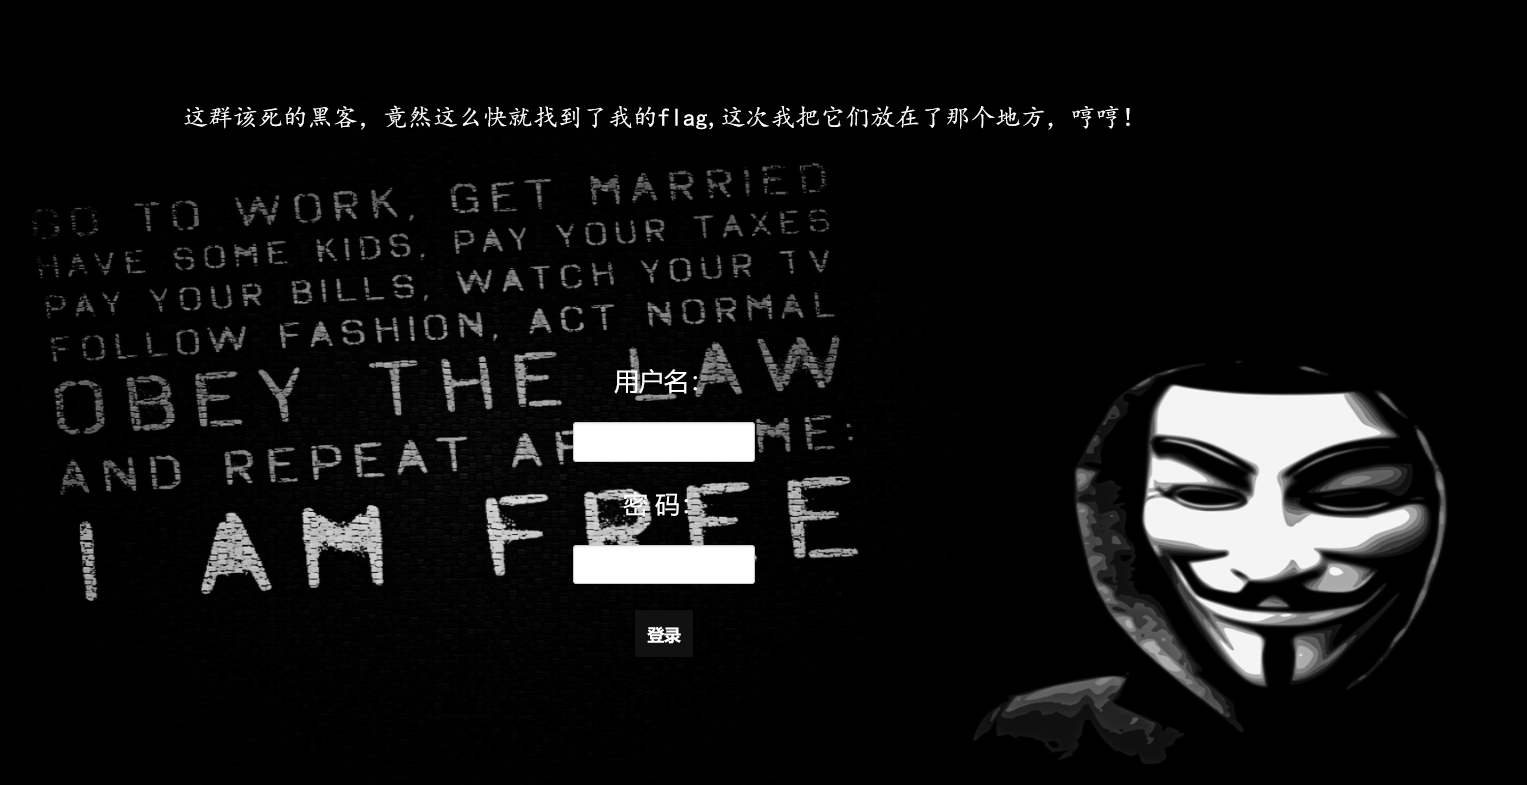 这群该死的黑客，竟然这么快就找到了我的flag,这次我把它们放在了那个地方，哼哼！
GO TO WORK, GET MARRIED
HAVE SOME KIDS, PAY YOUR TAXES
PAY YOUR BILLS, WATCH YOUR TV
FOLLOW FASHION, ACT NORMAL
OBEY THE LAW
AND REPEAT AF ME:
I AM FREE
用户名：
密 码：
登录